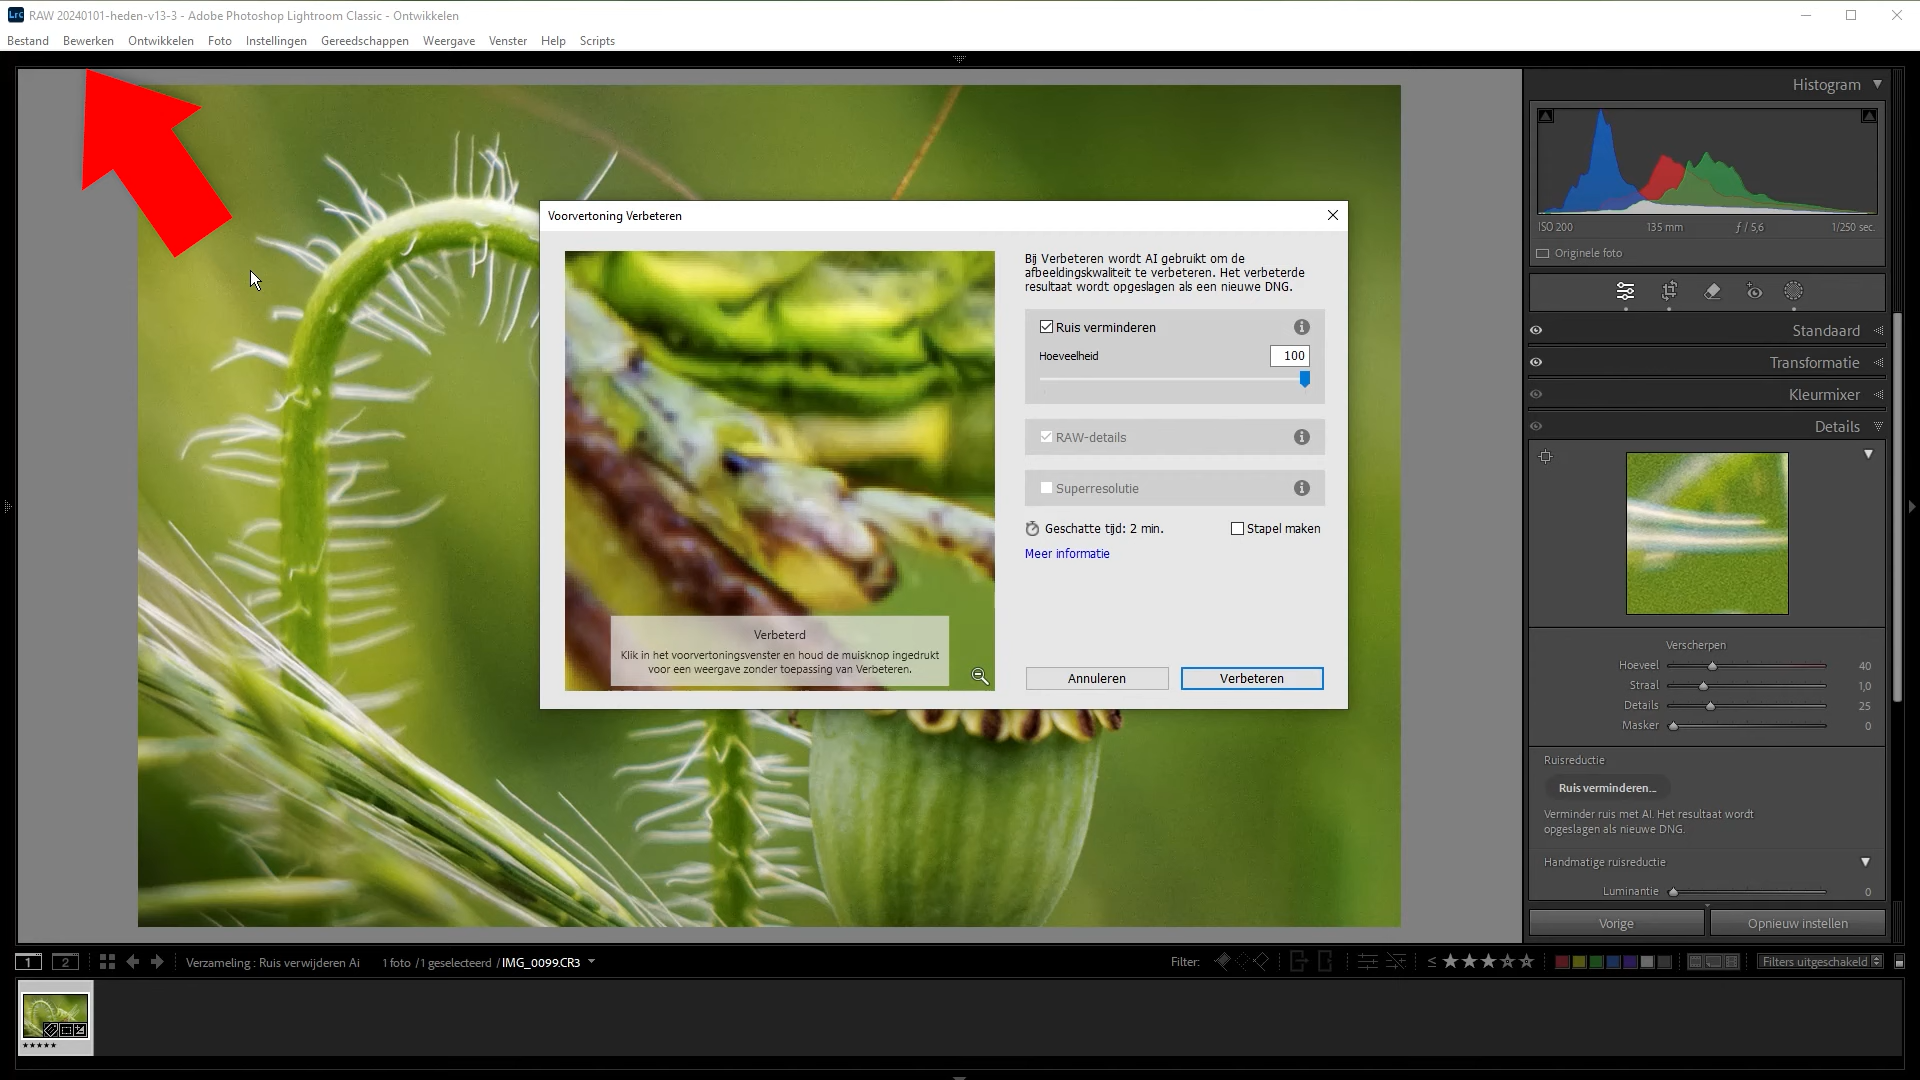 LrC RAW 20240101-heden-v13-3 - Adobe Photoshop Lightroom Classic - Ontwikkelen
Bestand Bewerken Ontwikkelen Foto Instellingen Gereedschappen Weergave Venster Help Scripts
Histogram
ISO 200 135 mm ƒ / 5,6 1/250 sec.
Originele foto
Standaard
Transformatie
Kleurmixer
Details
Voorvertoning Verbeteren
Bij Verbeteren wordt AI gebruikt om de
afbeeldingskwaliteit te verbeteren. Het verbeterde
resultaat wordt opgeslagen als een nieuwe DNG.
Ruis verminderen
Hoeveelheid 100
RAW-details
Superresolutie
Geschatte tijd: 2 min. Stapel maken
Meer informatie
Verbeterd
Klik in het voorvertoningsvenster en houd de muisknop ingedrukt
voor een weergave zonder toepassing van Verbeteren.
Annuleren Verbeteren
Verscherpen
Hoeveel 40
Straal 1,0
Details 25
Masker 0
Ruisreductie
Ruis verminderen...
Verminder ruis met AI. Het resultaat wordt
opgeslagen als nieuwe DNG.
Handmatige ruisreductie
Luminantie 0
Vorige Opnieuw instellen
1 2 Verzameling : Ruis verwijderen Ai 1 foto / 1 geselecteerd / IMG_0099.CR3 Filter: ≤ ★★★☆☆ Filters uitgeschakeld
★★★★★